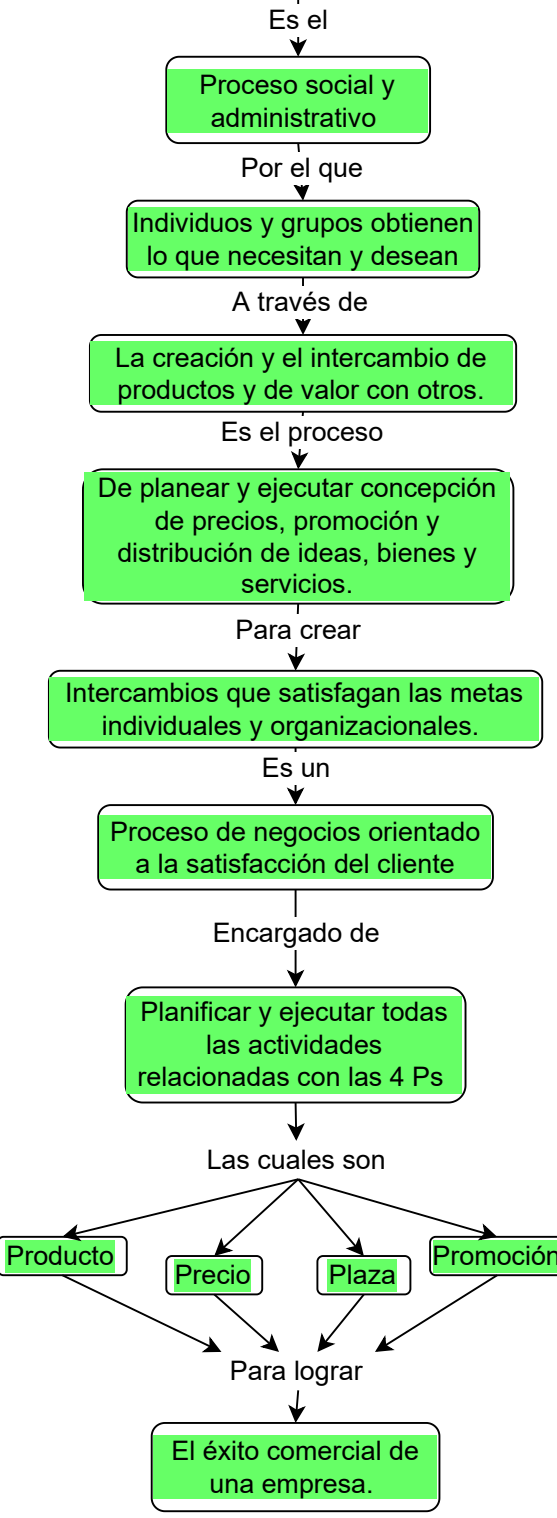 Es el
Proceso social y
administrativo
Por el que
Individuos y grupos obtienen
lo que necesitan y desean
A través de
La creación y el intercambio de
productos y de valor con otros.
Es el proceso
De planear y ejecutar concepción
de precios, promoción y
distribución de ideas, bienes y
servicios.
Para crear
Intercambios que satisfagan las metas
individuales y organizacionales.
Es un
Proceso de negocios orientado
a la satisfacción del cliente
Encargado de
Planificar y ejecutar todas
las actividades
relacionadas con las 4 Ps
Las cuales son
Producto
Precio
Plaza
Promoción
Para lograr
El éxito comercial de
una empresa.